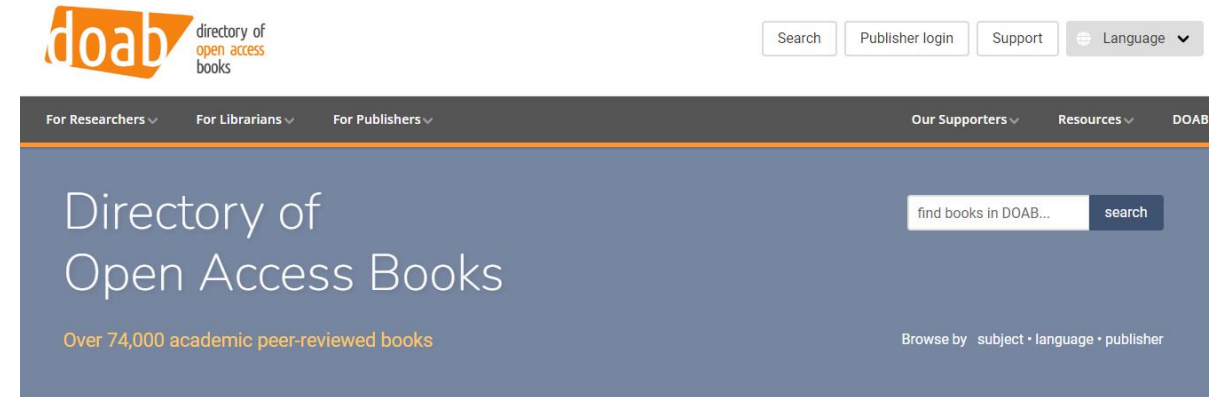 doab
directory of
open access
books
Search
Publisher login
Support
Language
For Researchers
For Librarians
For Publishers
Our Supporters
Resources
DOAB
Directory of
Open Access Books
find books in DOAB...
search
Over 74,000 academic peer-reviewed books
Browse by subject • language • publisher